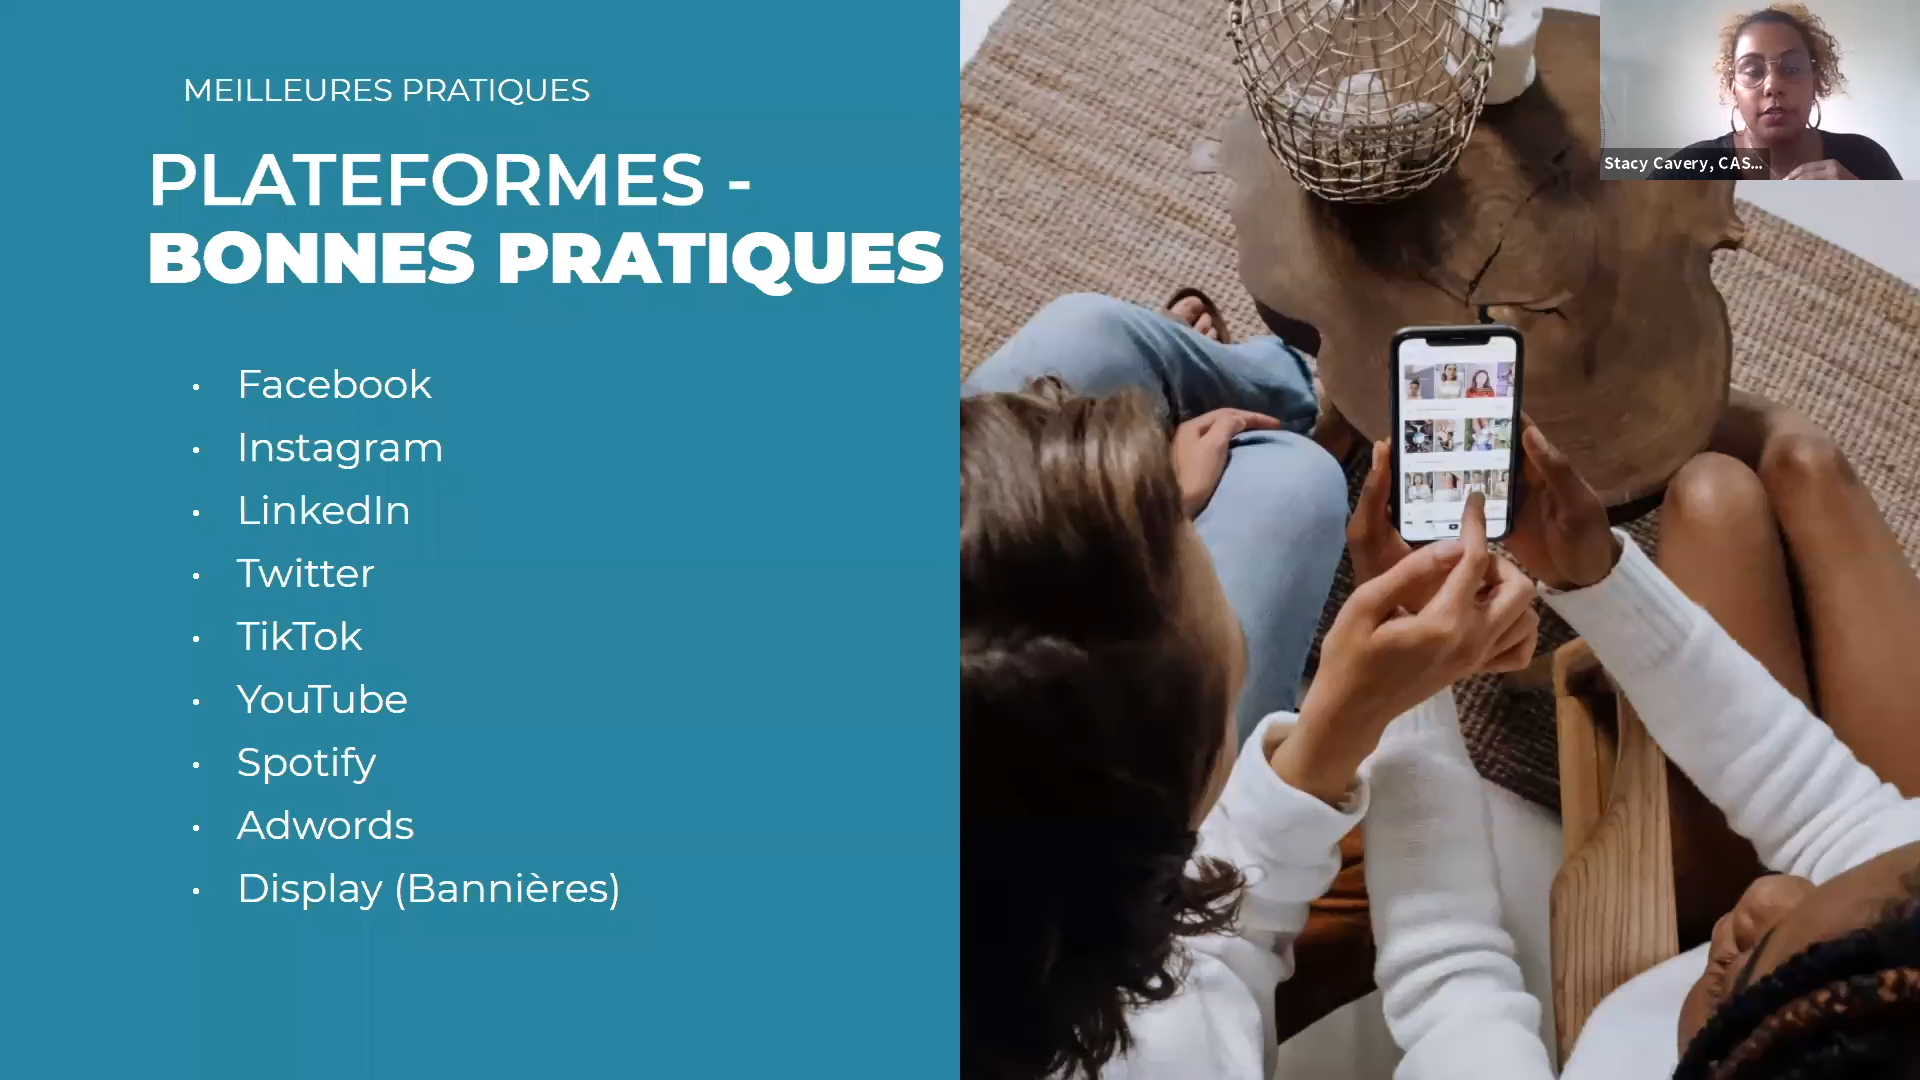 MEILLEURES PRATIQUES
PLATEFORMES -
BONNES PRATIQUES
• Facebook
• Instagram
• LinkedIn
• Twitter
• TikTok
• YouTube
• Spotify
• Adwords
• Display (Bannières)
Stacy Cavery, CAS...